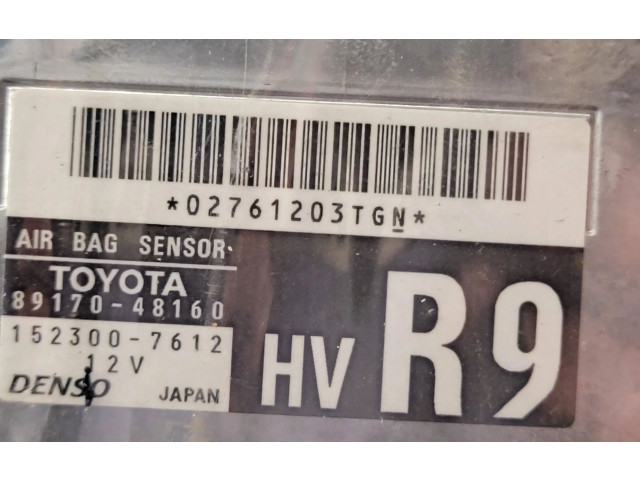 *02761203TGN*
AIR BAG SENSOR
TOYOTA
89170-48160
152300-7612
12V
DENSO JAPAN
HV R9